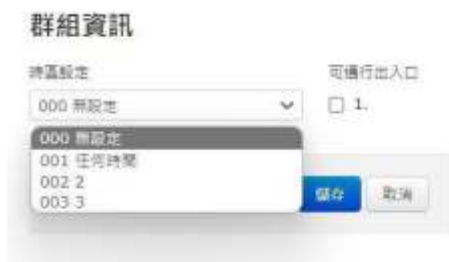 群組資訊
時區設定
可通行出入口
000 無設定
1.
000 無設定
001 任何時間
002 2
003 3
儲存
取消